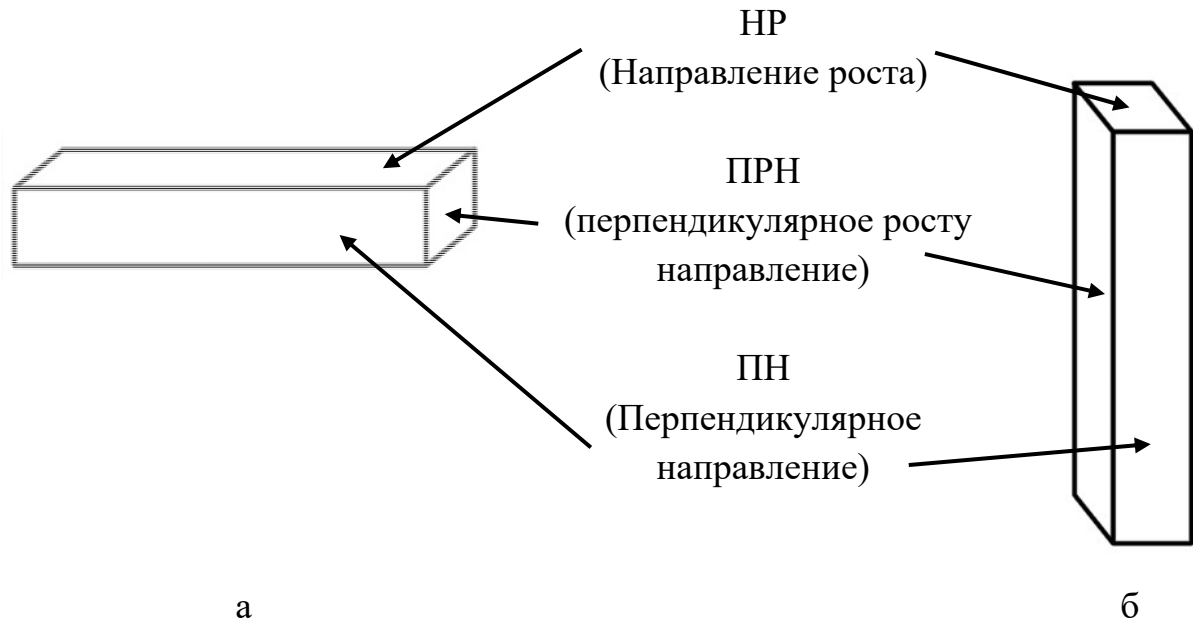 НР
(Направление роста)
ПРН
(перпендикулярное росту
направление)
ПН
(Перпендикулярное
направление)
а
б